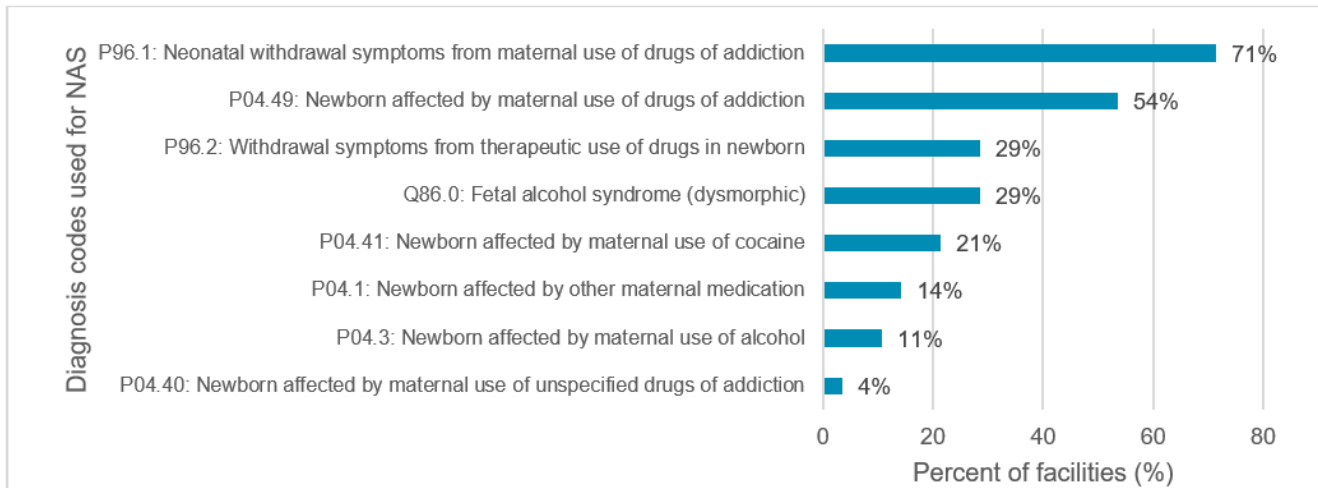 Diagnosis codes used for NAS
P96.1: Neonatal withdrawal symptoms from maternal use of drugs of addiction 71%
P04.49: Newborn affected by maternal use of drugs of addiction 54%
P96.2: Withdrawal symptoms from therapeutic use of drugs in newborn 29%
Q86.0: Fetal alcohol syndrome (dysmorphic) 29%
P04.41: Newborn affected by maternal use of cocaine 21%
P04.1: Newborn affected by other maternal medication 14%
P04.3: Newborn affected by maternal use of alcohol 11%
P04.40: Newborn affected by maternal use of unspecified drugs of addiction 4%
0 20 40 60 80
Percent of facilities (%)